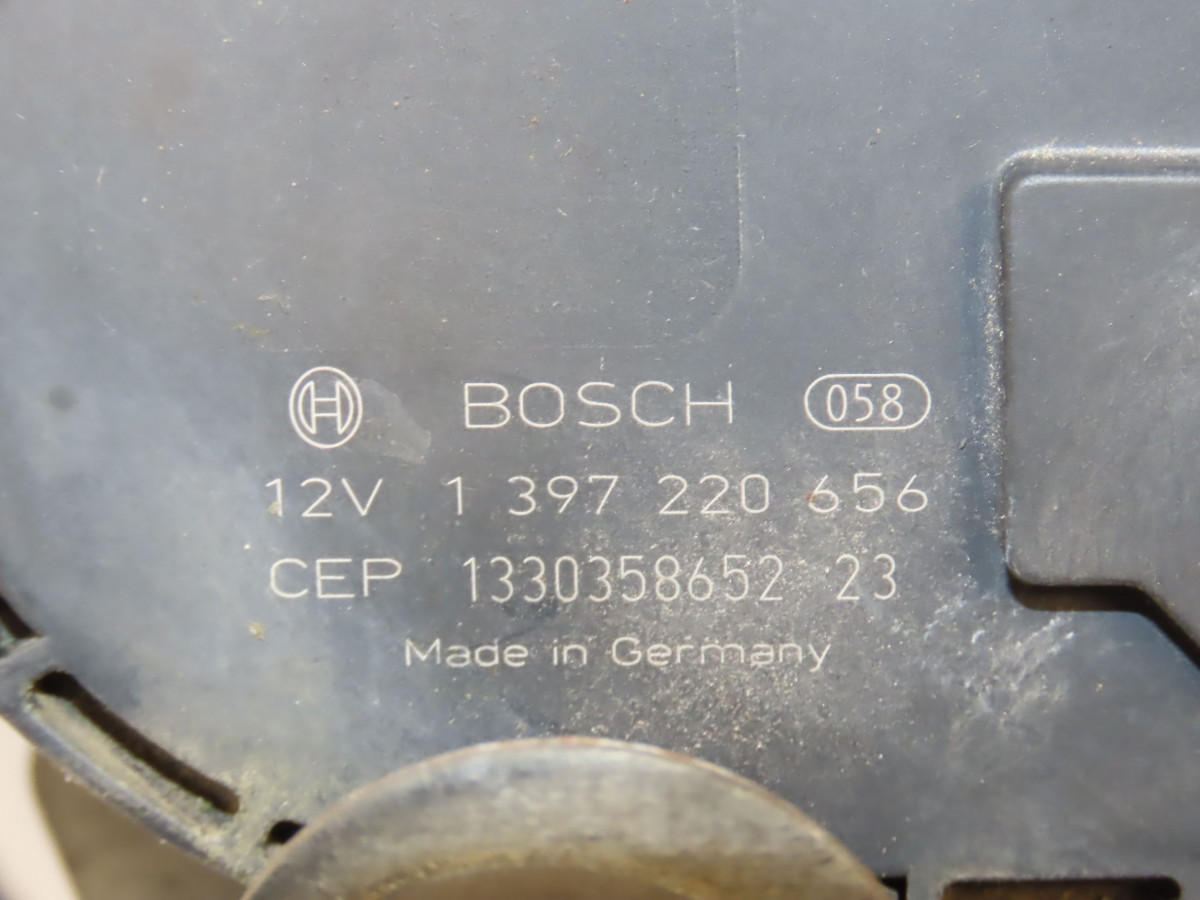 BOSCH 058
12V 1 397 220 656
CEP 1330358652 23
Made in Germany